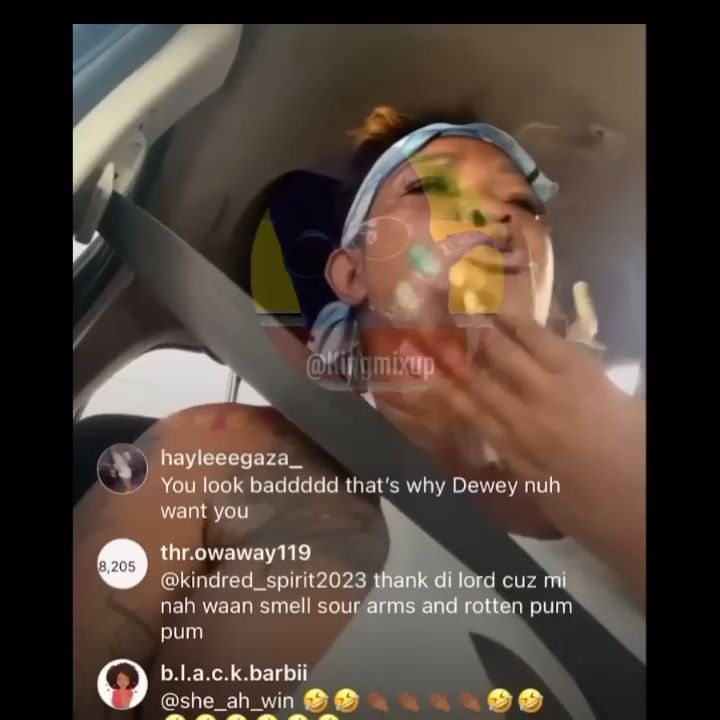 @Kingmixup
hayleeegaza_
You look baddddd that's why Dewey nuh
want you
8,205
thr.owaway119
@kindred_spirit2023 thank di lord cuz mi
nah waan smell sour arms and rotten pum
pum
b.l.a.c.k.barbii
@she_ah_win 🤣🤣👏🏾👏🏾👏🏾👏🏾🤣🤣